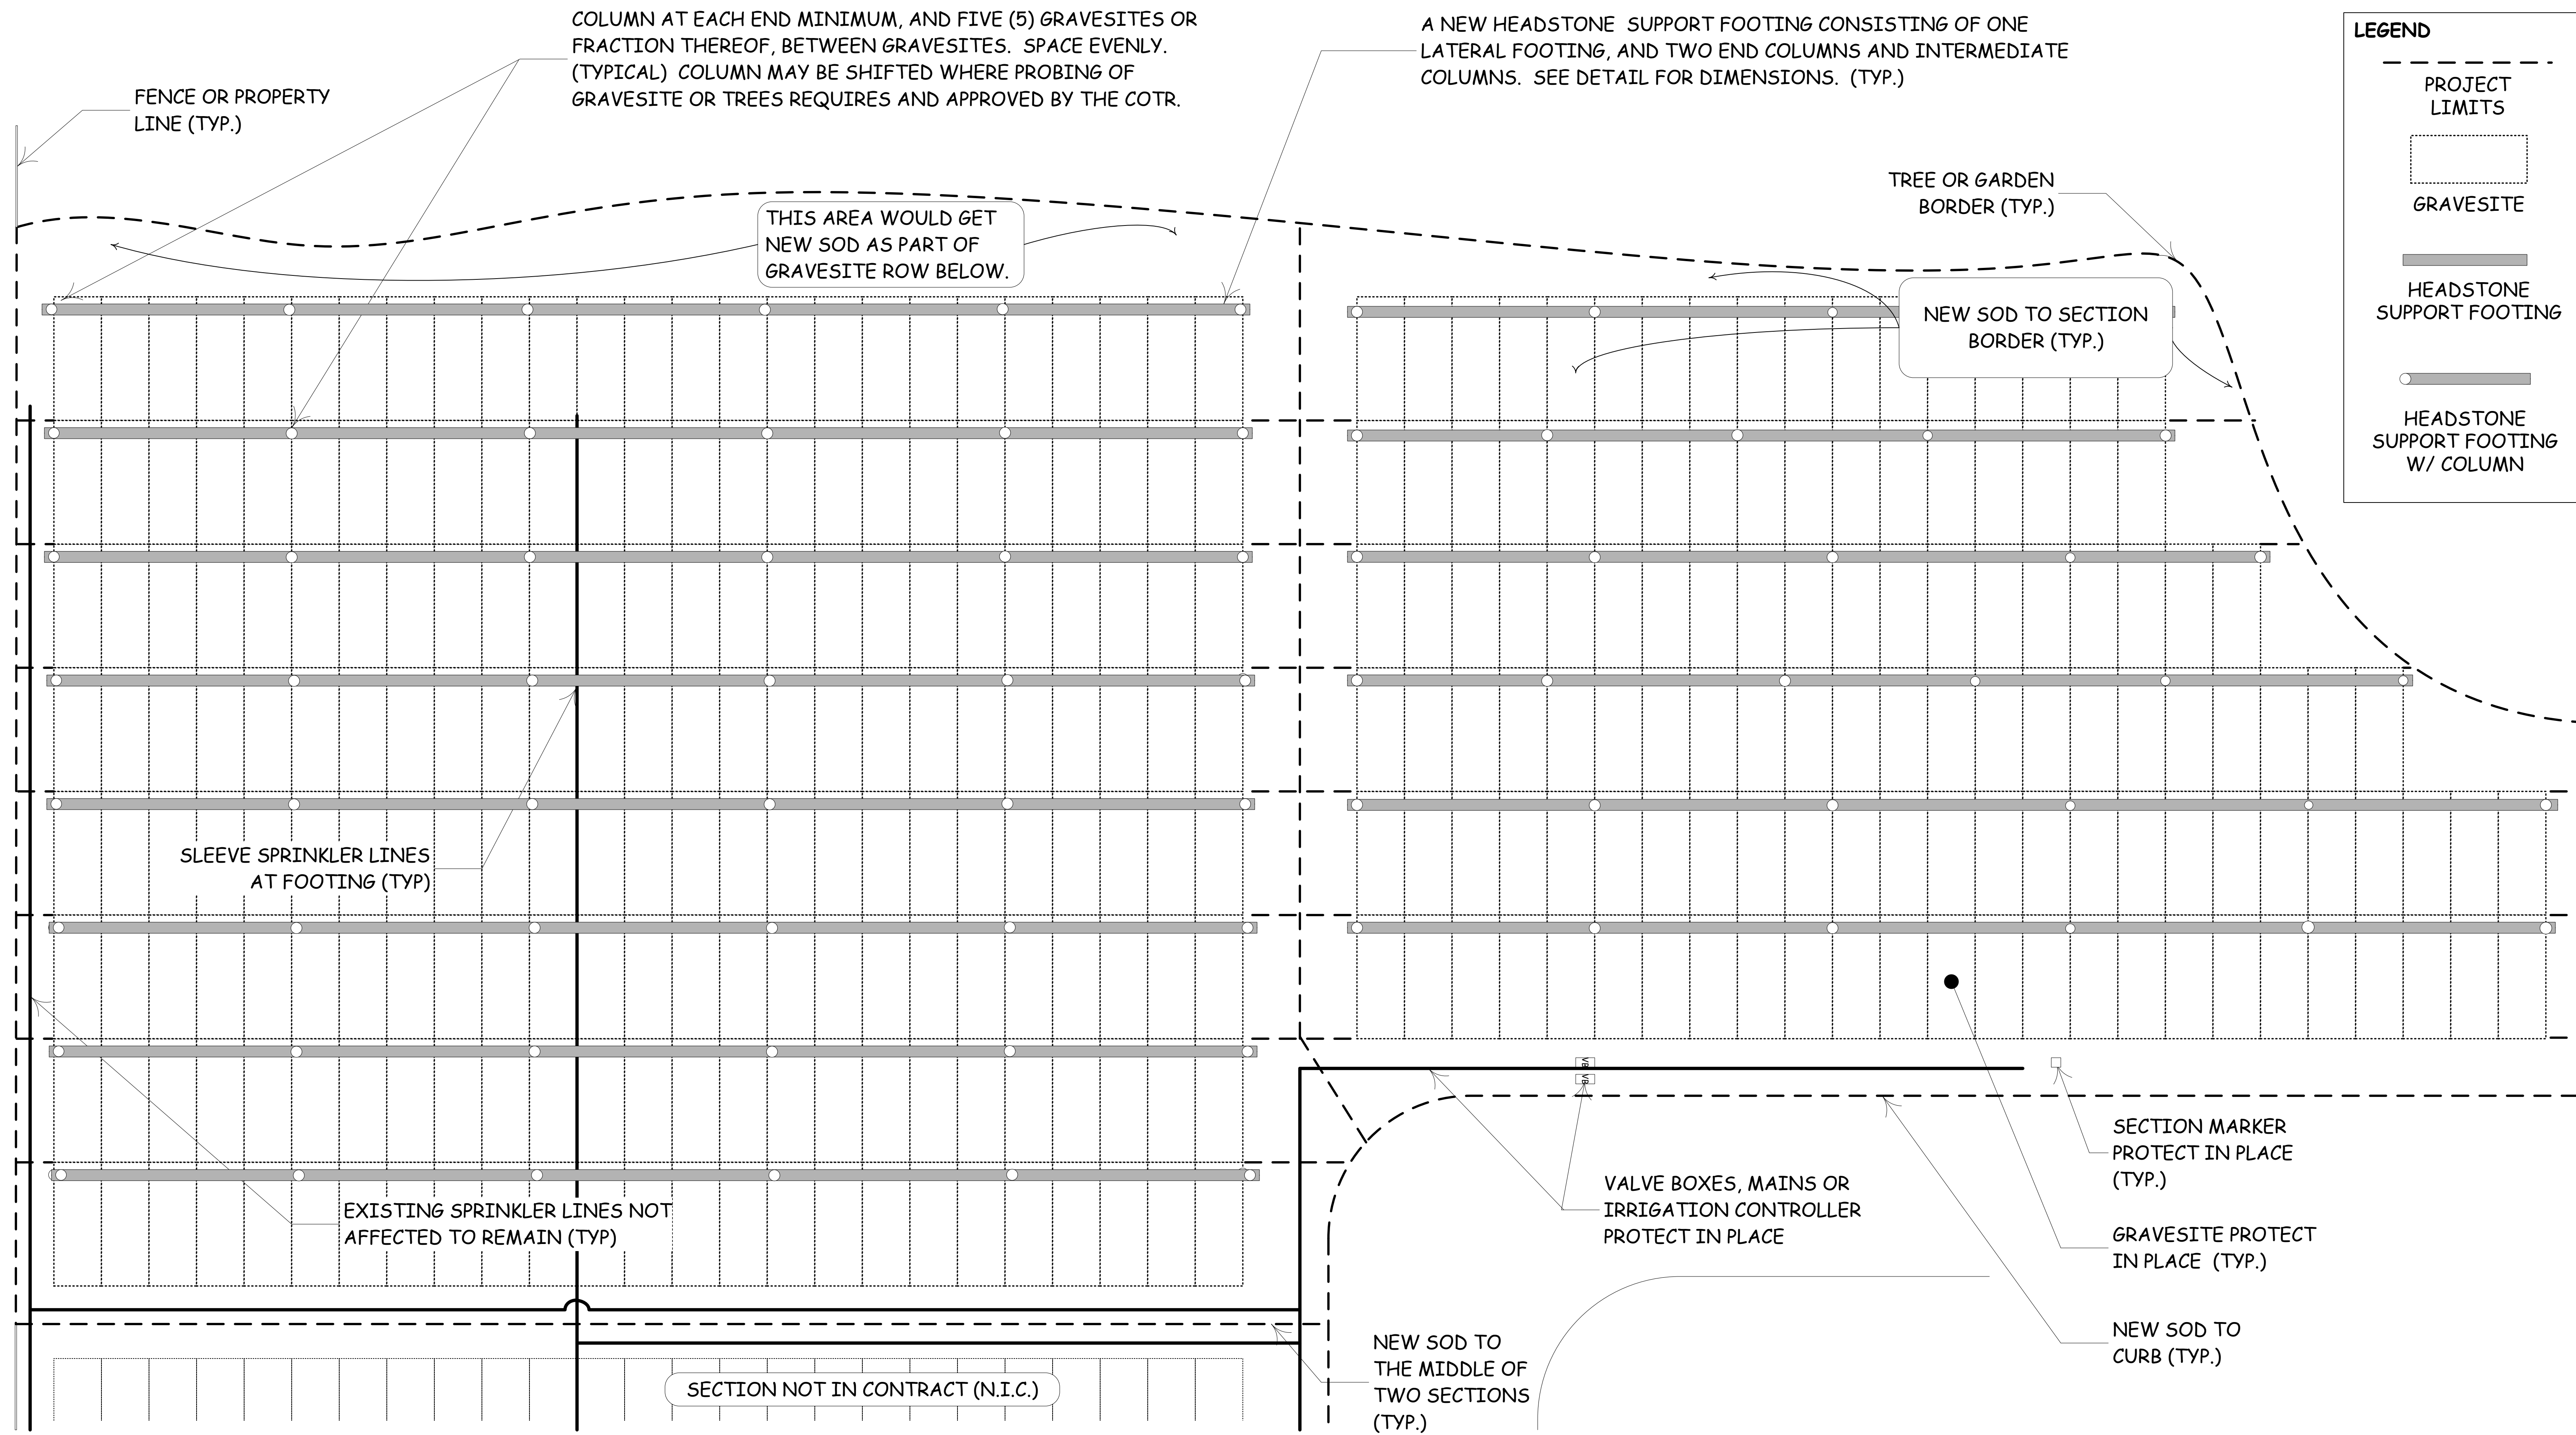 COLUMN AT EACH END MINIMUM, AND FIVE (5) GRAVESITES OR
FRACTION THEREOF, BETWEEN GRAVESITES.  SPACE EVENLY.
(TYPICAL)  COLUMN MAY BE SHIFTED WHERE PROBING OF
GRAVESITE OR TREES REQUIRES AND APPROVED BY THE COTR.
A NEW HEADSTONE  SUPPORT FOOTING CONSISTING OF ONE
LATERAL FOOTING, AND TWO END COLUMNS AND INTERMEDIATE
COLUMNS.  SEE DETAIL FOR DIMENSIONS.  (TYP.)
LEGEND
PROJECT
LIMITS
GRAVESITE
HEADSTONE
SUPPORT FOOTING
HEADSTONE
SUPPORT FOOTING
W/ COLUMN
FENCE OR PROPERTY
LINE (TYP.)
TREE OR GARDEN
BORDER (TYP.)
THIS AREA WOULD GET
NEW SOD AS PART OF
GRAVESITE ROW BELOW.
NEW SOD TO SECTION
BORDER (TYP.)
SLEEVE SPRINKLER LINES
AT FOOTING (TYP)
VB
VB
SECTION MARKER
PROTECT IN PLACE
(TYP.)
VALVE BOXES, MAINS OR
IRRIGATION CONTROLLER
PROTECT IN PLACE
EXISTING SPRINKLER LINES NOT
AFFECTED TO REMAIN (TYP)
GRAVESITE PROTECT
IN PLACE  (TYP.)
NEW SOD TO
CURB (TYP.)
NEW SOD TO
THE MIDDLE OF
TWO SECTIONS
(TYP.)
SECTION NOT IN CONTRACT (N.I.C.)